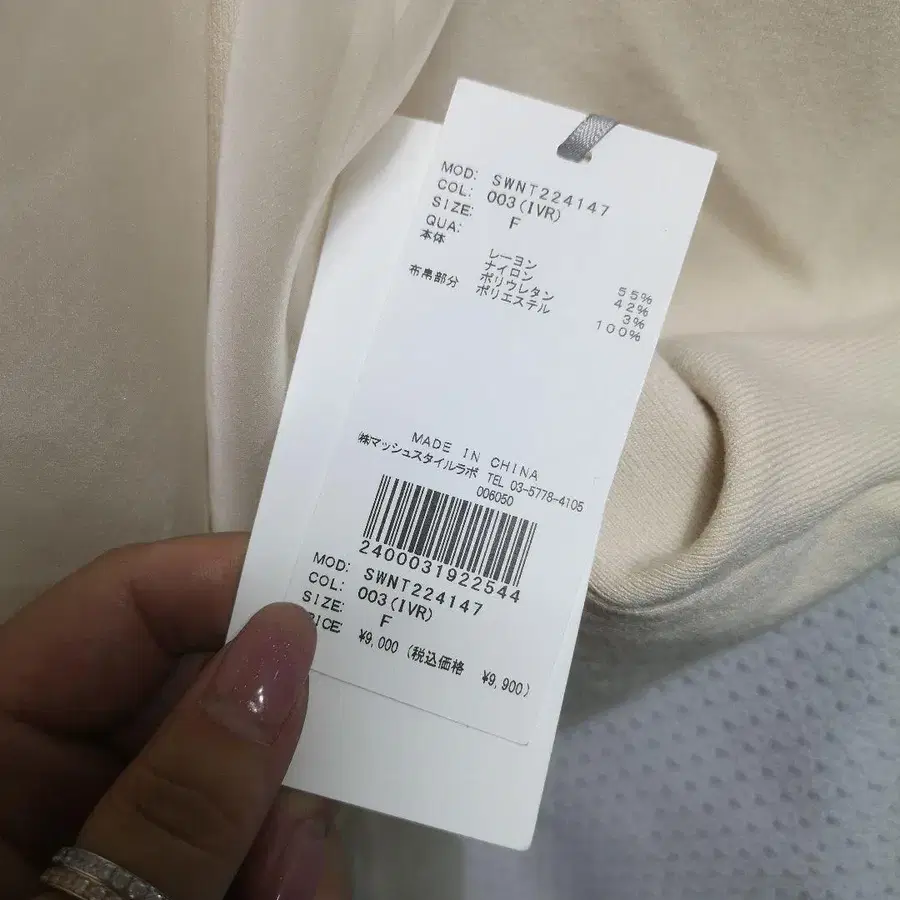 MOD: SWNT224147
COL: 003(IVR)
SIZE: F
QUA:
本体 レーヨン 55%
ナイロン 42%
ポリウレタン 3%
布帛部分 ポリエステル 100%
MADE IN CHINA
㈱マッシュスタイルラボ TEL 03-5778-4105
006050
2400031922544
MOD: SWNT224147
COL: 003(IVR)
SIZE: F
ICE: ¥9,000 (税込価格 ¥9,900)